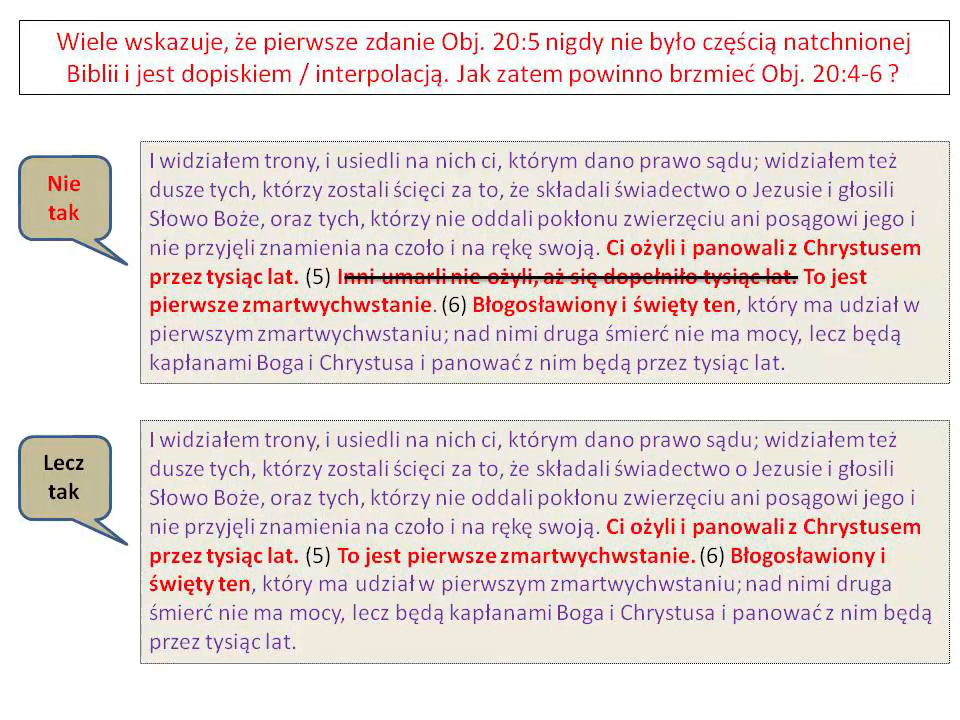 Wiele wskazuje, że pierwsze zdanie Obj. 20:5 nigdy nie było częścią natchnionej
Biblii i jest dopiskiem / interpolacją. Jak zatem powinno brzmieć Obj. 20:4-6 ?
Nie
tak
I widziałem trony, i usiedli na nich ci, którym dano prawo sądu; widziałem też
dusze tych, którzy zostali ścięci za to, że składali świadectwo o Jezusie i głosili
Słowo Boże, oraz tych, którzy nie oddali pokłonu zwierzęciu ani posągowi jego i
nie przyjęli znamienia na czoło i na rękę swoją. Ci ożyli i panowali z Chrystusem
przez tysiąc lat. (5) Inni umarli nie ożyli, aż się dopełniło tysiąc lat. To jest
pierwsze zmartwychwstanie. (6) Błogosławiony i święty ten, który ma udział w
pierwszym zmartwychwstaniu; nad nimi druga śmierć nie ma mocy, lecz będą
kapłanami Boga i Chrystusa i panować z nim będą przez tysiąc lat.
Lecz
tak
I widziałem trony, i usiedli na nich ci, którym dano prawo sądu; widziałem też
dusze tych, którzy zostali ścięci za to, że składali świadectwo o Jezusie i głosili
Słowo Boże, oraz tych, którzy nie oddali pokłonu zwierzęciu ani posągowi jego i
nie przyjęli znamienia na czoło i na rękę swoją. Ci ożyli i panowali z Chrystusem
przez tysiąc lat. (5) To jest pierwsze zmartwychwstanie. (6) Błogosławiony i
święty ten, który ma udział w pierwszym zmartwychwstaniu; nad nimi druga
śmierć nie ma mocy, lecz będą kapłanami Boga i Chrystusa i panować z nim będą
przez tysiąc lat.